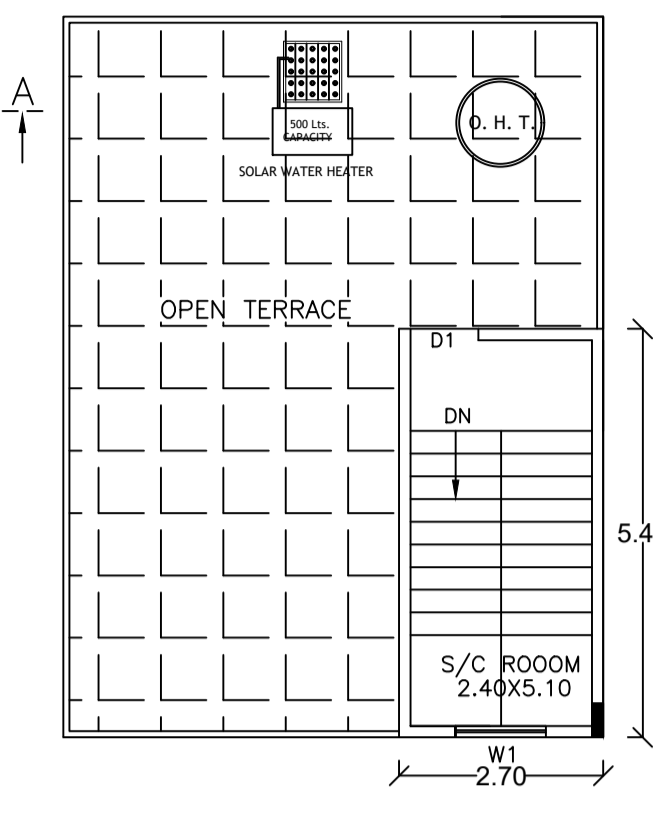 A
500 Lts.
CAPACITY
SOLAR WATER HEATER
O. H. T.
OPEN TERRACE
D1
DN
5.4
S/C ROOOM
2.40X5.10
W1
2.70